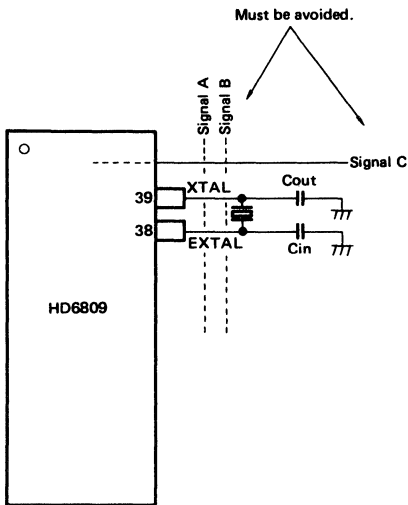 Must be avoided.
Signal A
Signal B
Signal C
39
XTAL
Cout
38
EXTAL
Cin
HD6809